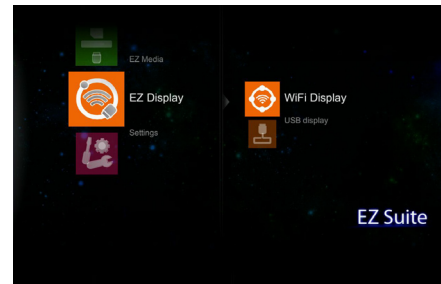 EZ Media
EZ Display
Settings
WiFi Display
USB display
EZ Suite